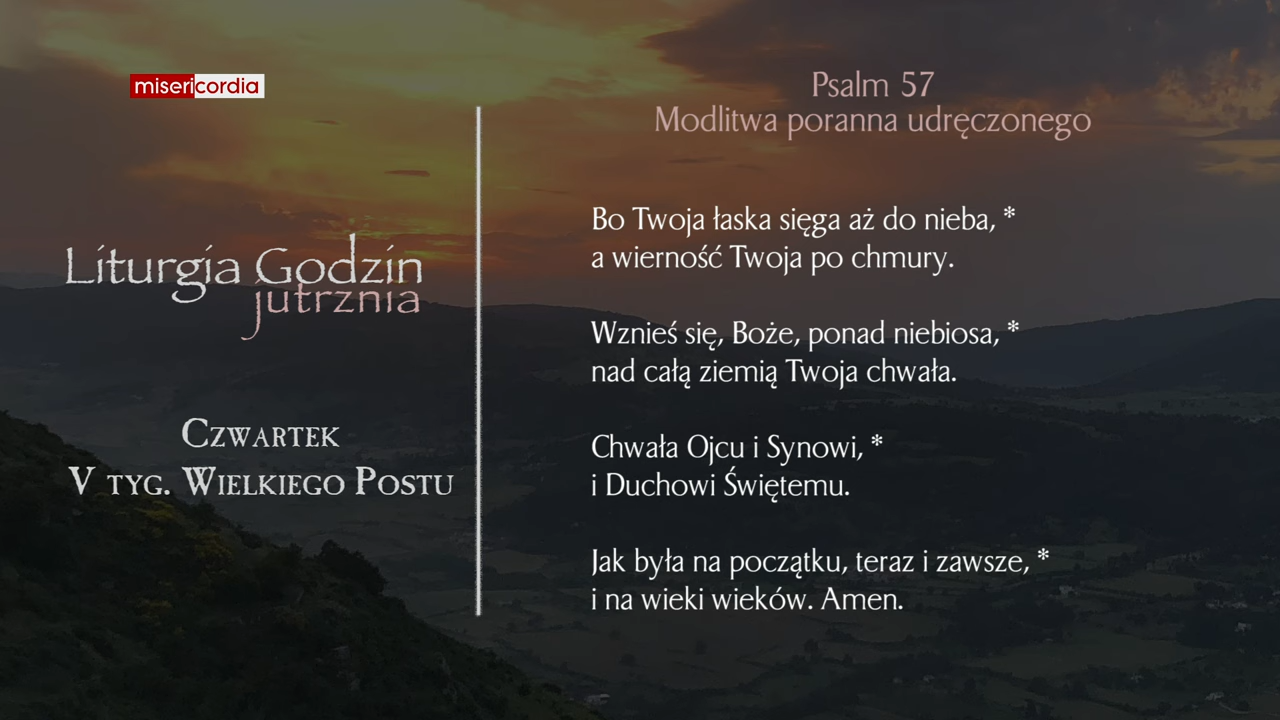 misericordia
Liturgia Godzin
jutrznia
Czwartek
V tyg. Wielkiego Postu
Psalm 57
Modlitwa poranna udręczonego
Bo Twoja łaska sięga aż do nieba, *
a wierność Twoja po chmury.
Wznieś się, Boże, ponad niebiosa, *
nad całą ziemią Twoja chwała.
Chwała Ojcu i Synowi, *
i Duchowi Świętemu.
Jak była na początku, teraz i zawsze, *
i na wieki wieków. Amen.